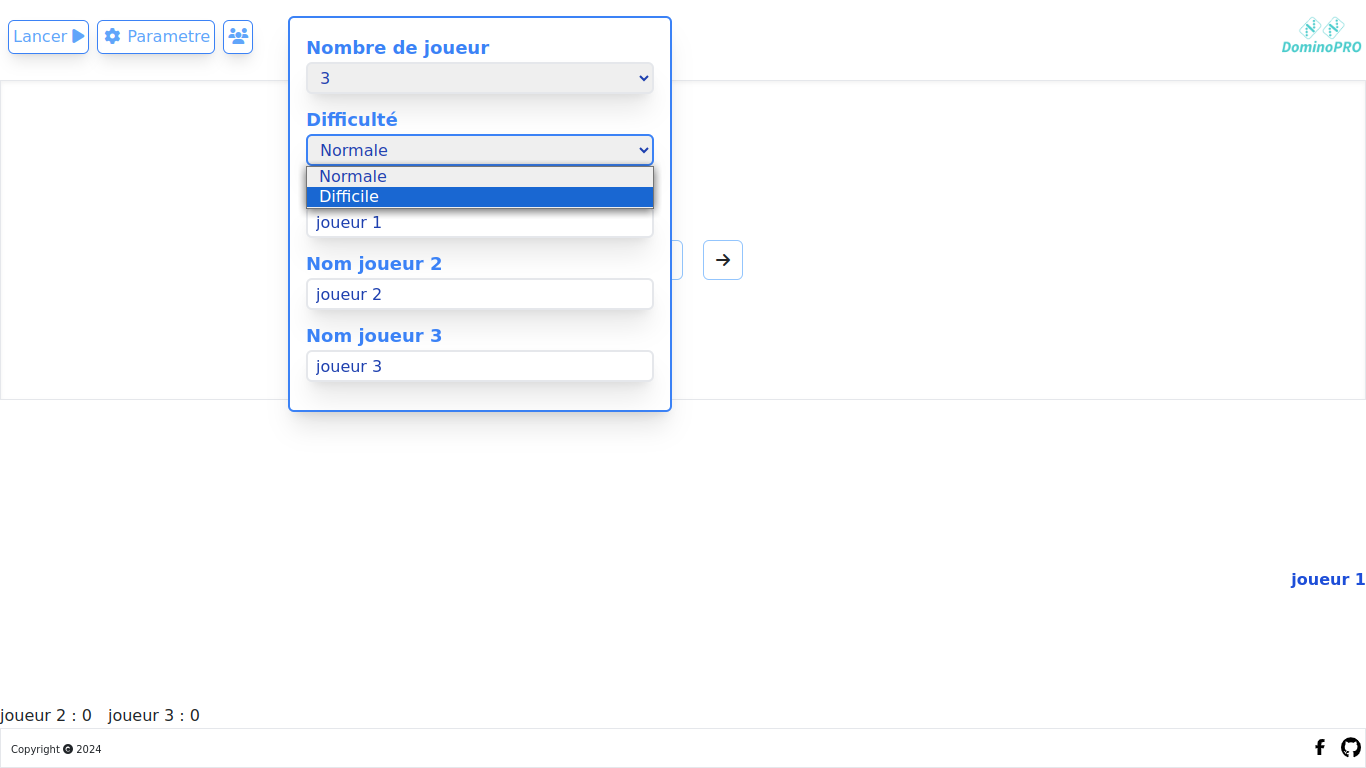 Lancer
Parametre
DominoPRO
Nombre de joueur
3
Difficulté
Normale
Normale
Difficile
joueur 1
Nom joueur 2
joueur 2
Nom joueur 3
joueur 3
joueur 1
joueur 2 : 0 joueur 3 : 0
Copyright © 2024